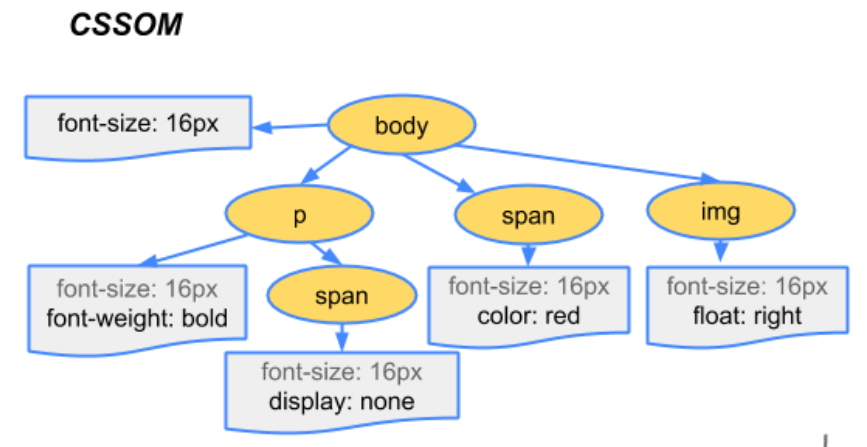 CSSOM
font-size: 16px
body
p
span
img
font-size: 16px
font-weight: bold
span
font-size: 16px
color: red
font-size: 16px
float: right
font-size: 16px
display: none